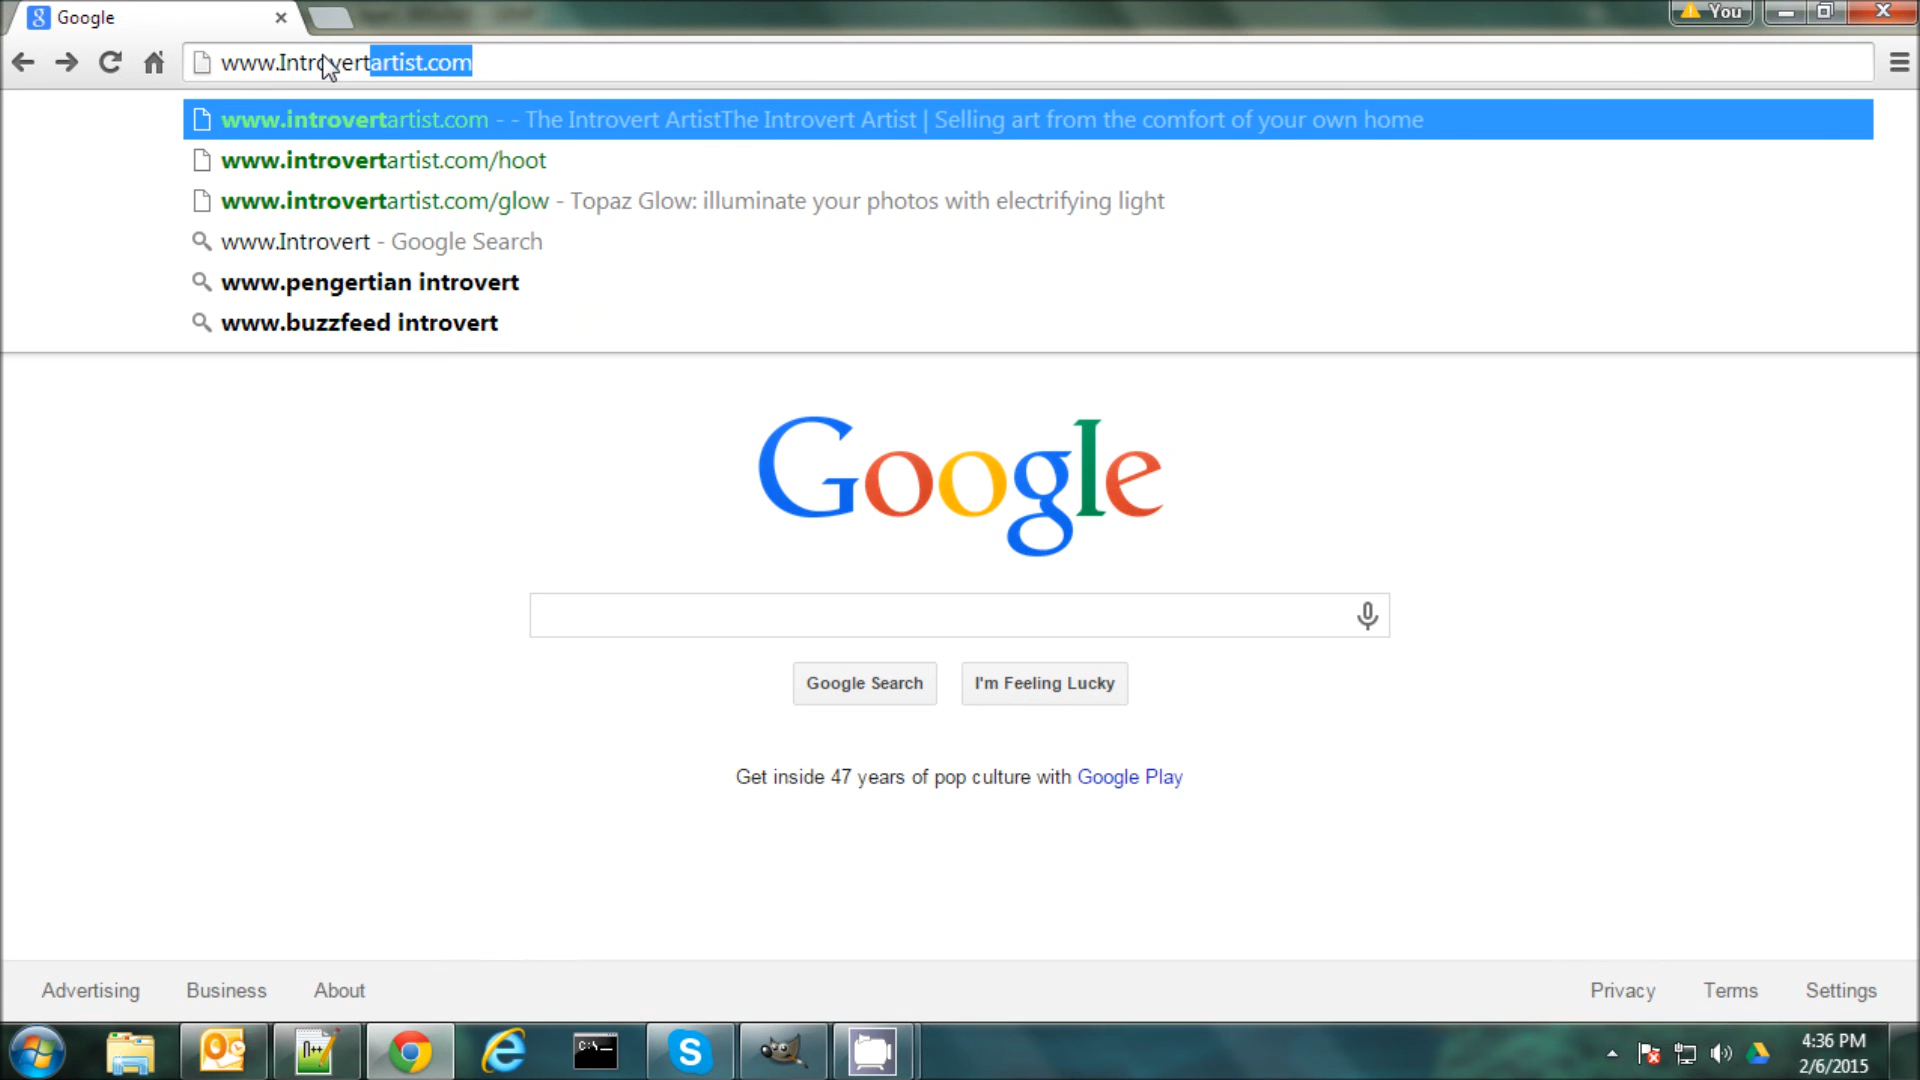 Google
You
www.Introvertartist.com
www.introvertartist.com - - The Introvert ArtistThe Introvert Artist | Selling art from the comfort of your own home
www.introvertartist.com/hoot
www.introvertartist.com/glow - Topaz Glow: illuminate your photos with electrifying light
www.Introvert - Google Search
www.pengertian introvert
www.buzzfeed introvert
Google
Google Search
I'm Feeling Lucky
Get inside 47 years of pop culture with Google Play
Advertising
Business
About
Privacy
Terms
Settings
4:36 PM
2/6/2015